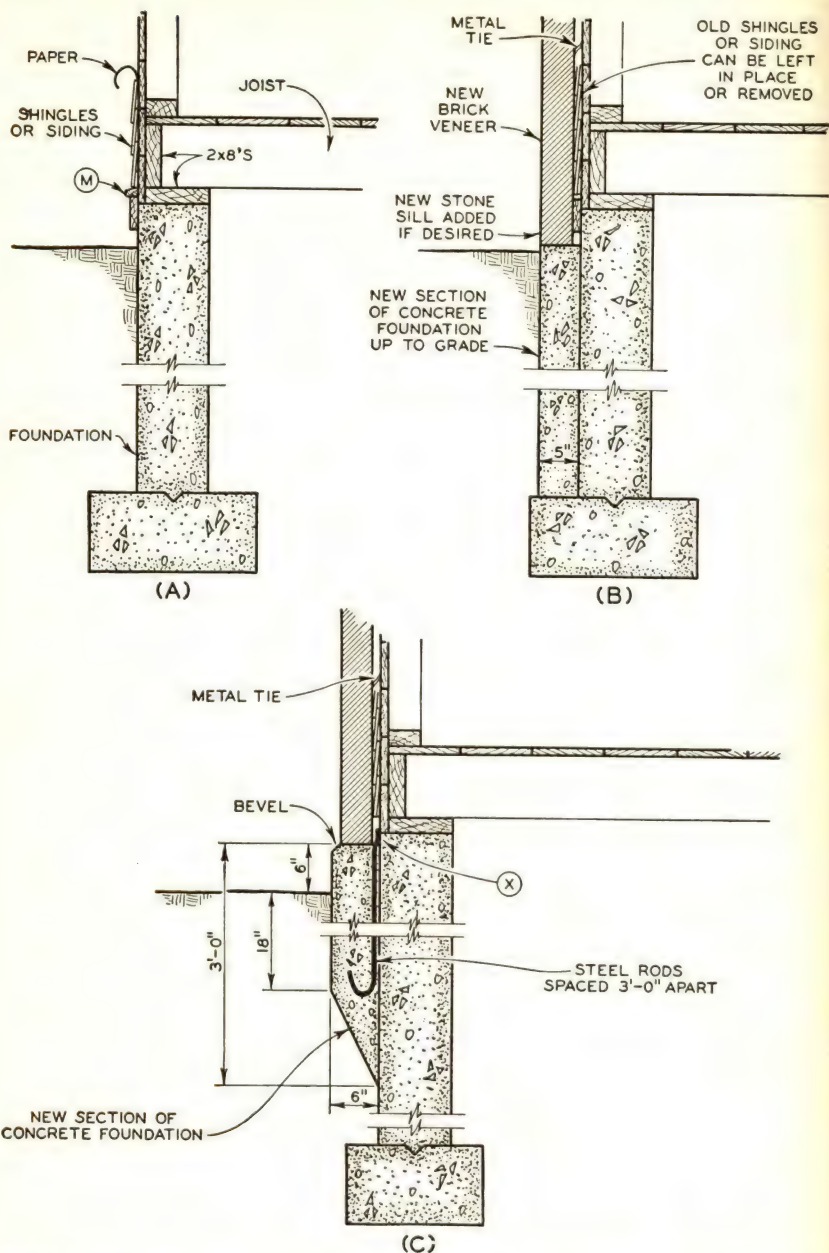 PAPER
SHINGLES
OR SIDING
M
JOIST
2x8'S
FOUNDATION
(A)
METAL
TIE
NEW
BRICK
VENEER
OLD SHINGLES
OR SIDING
CAN BE LEFT
IN PLACE
OR REMOVED
NEW STONE
SILL ADDED
IF DESIRED
NEW SECTION
OF CONCRETE
FOUNDATION
UP TO GRADE
5"
(B)
METAL TIE
BEVEL
6"
X
18"
3'-0"
STEEL RODS
SPACED 3'-0" APART
6"
NEW SECTION OF
CONCRETE FOUNDATION
(C)